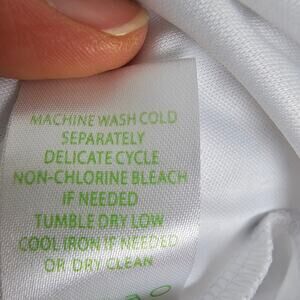 MACHINE WASH COLD
SEPARATELY
DELICATE CYCLE
NON-CHLORINE BLEACH
IF NEEDED
TUMBLE DRY LOW
COOL IRON IF NEEDED
OR DRY CLEAN